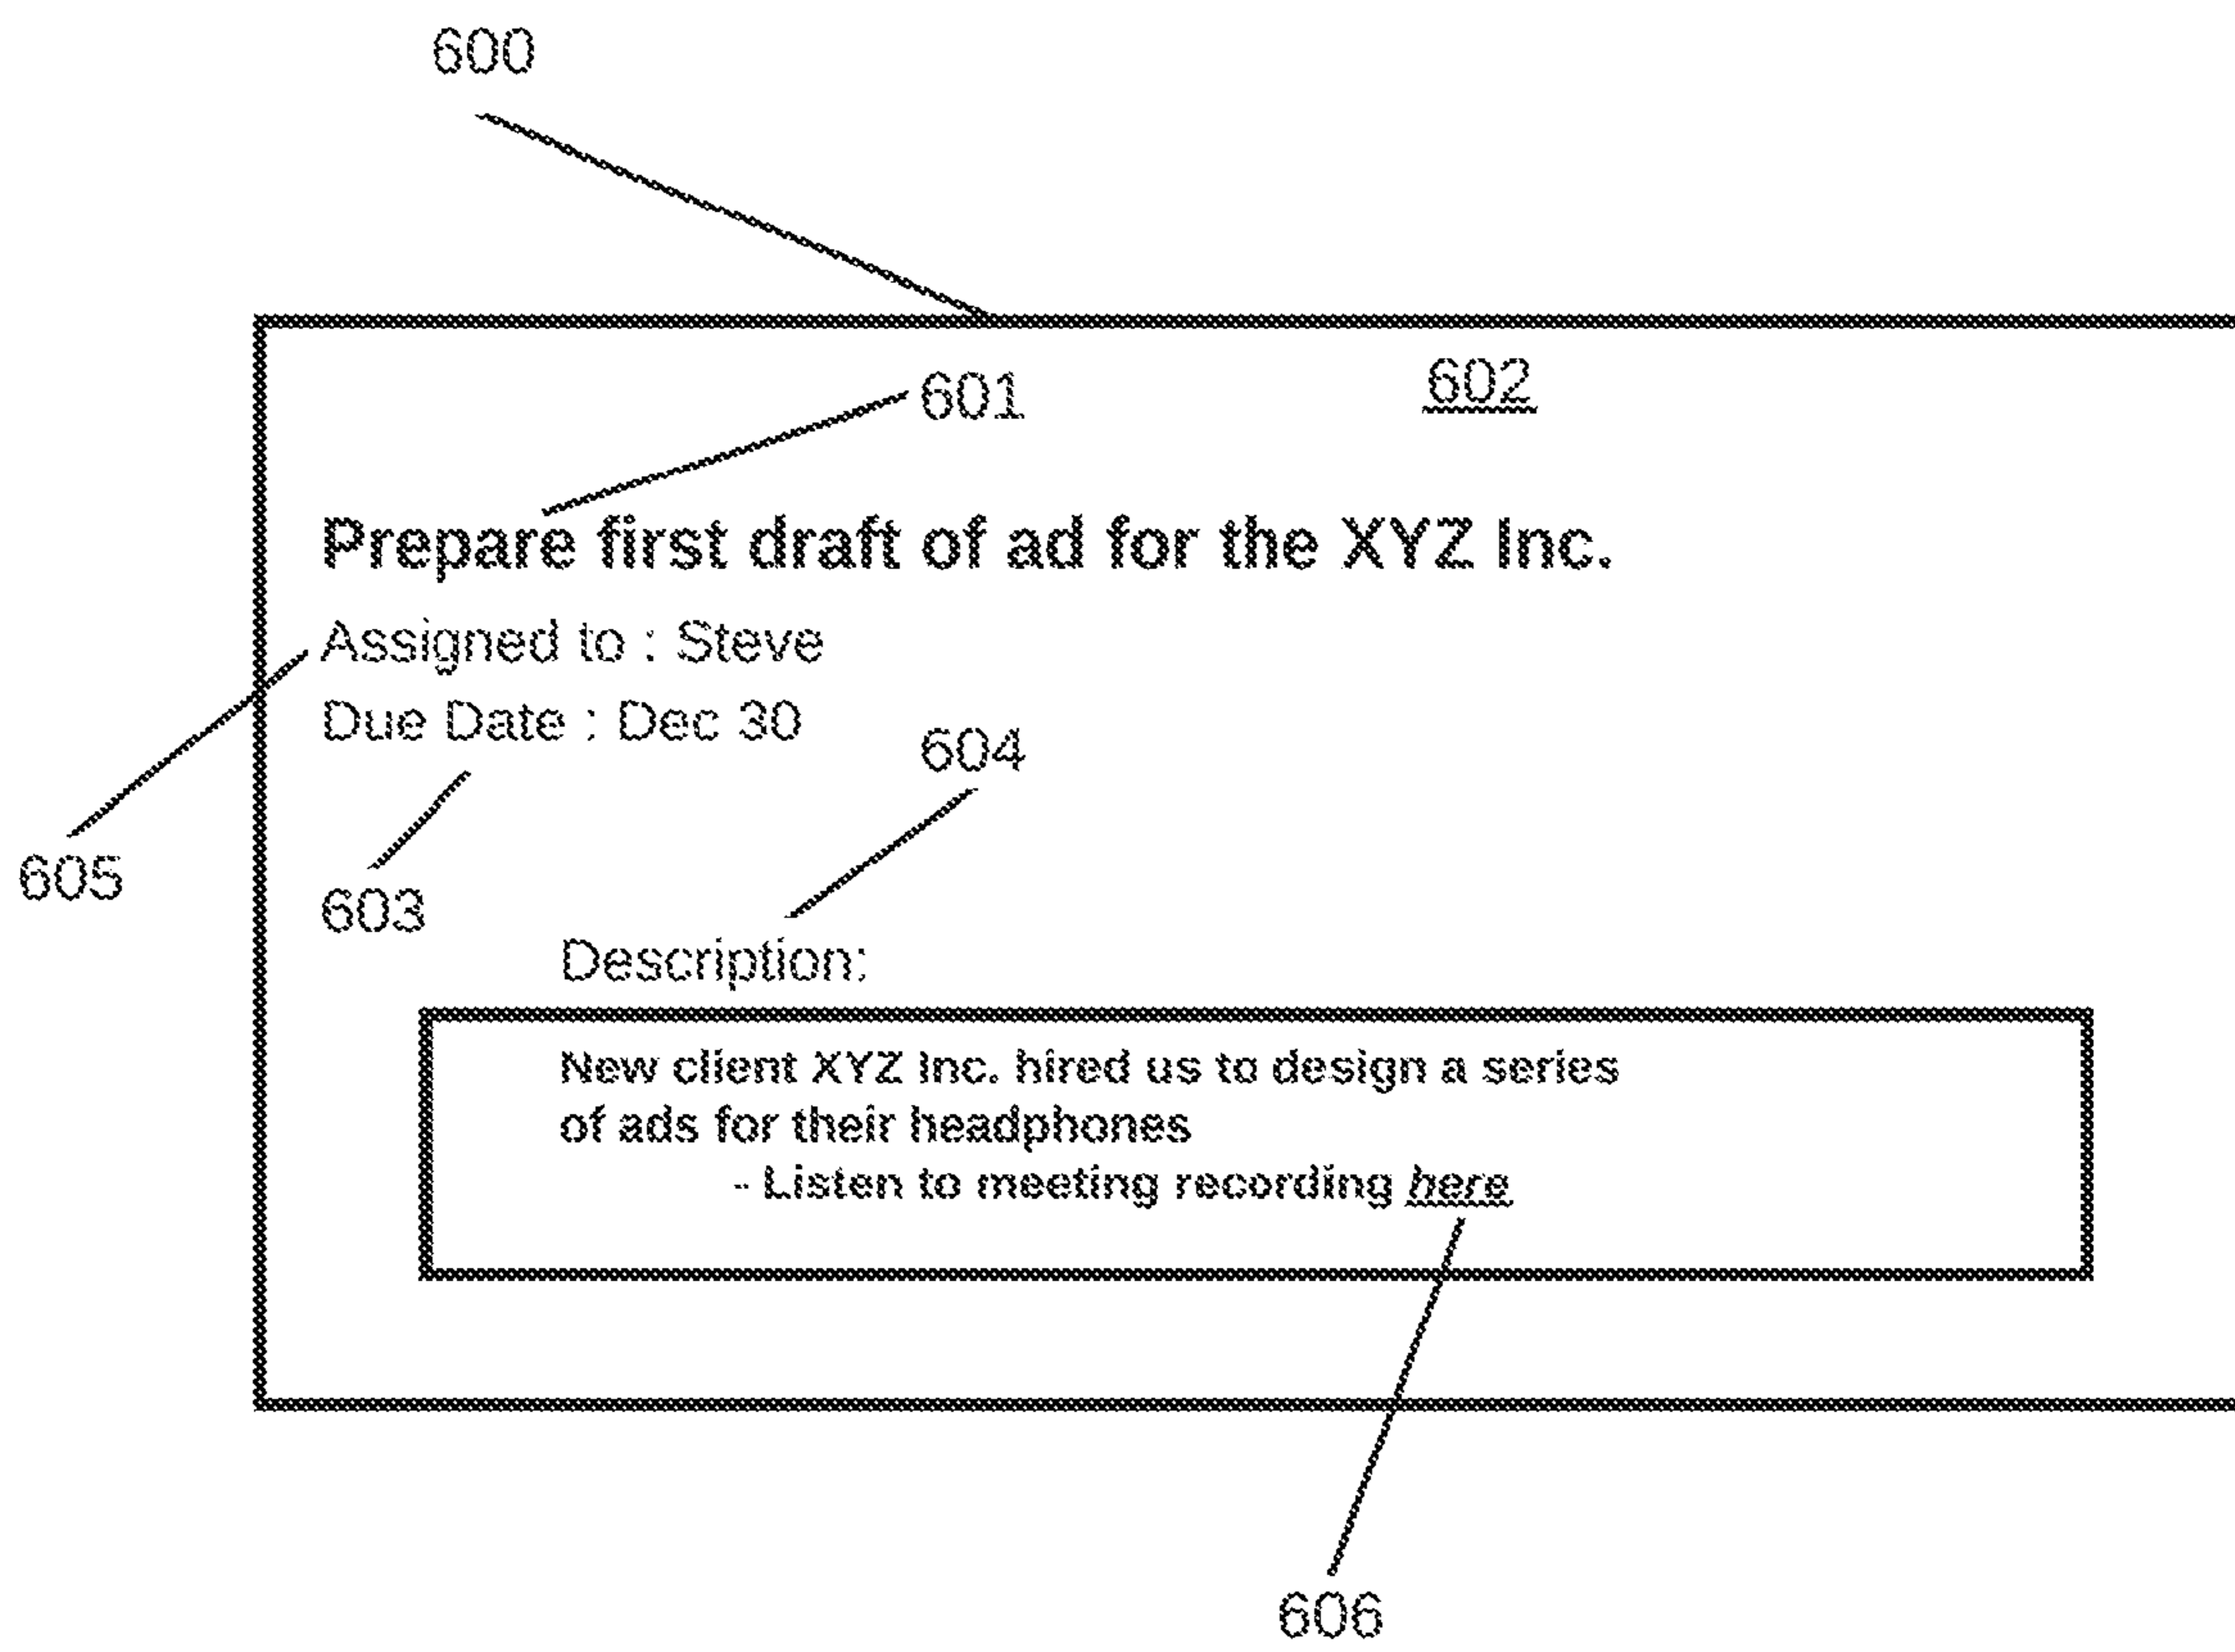 600
601
602
Prepare first draft of ad for the XYZ Inc.
Assigned to : Steve
Due Date : Dec 30
604
605
603
Description:
New client XYZ Inc. hired us to design a series
of ads for their headphones
- Listen to meeting recording here
606